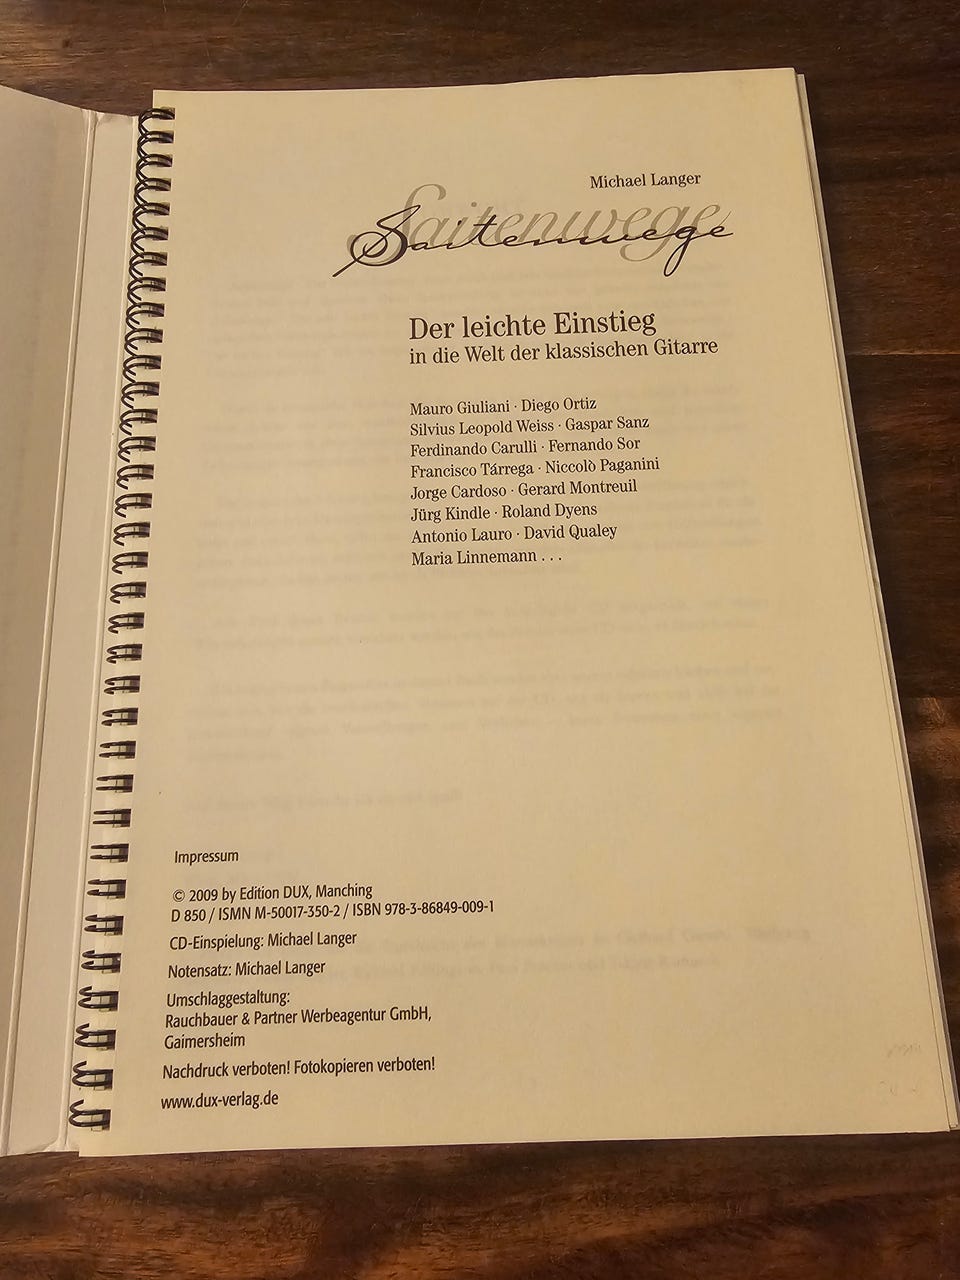 Michael Langer
Saitenwege
Saitenwege
Der leichte Einstieg
in die Welt der klassischen Gitarre
Mauro Giuliani · Diego Ortiz
Silvius Leopold Weiss · Gaspar Sanz
Ferdinando Carulli · Fernando Sor
Francisco Tárrega · Niccolò Paganini
Jorge Cardoso · Gerard Montreuil
Jürg Kindle · Roland Dyens
Antonio Lauro · David Qualey
Maria Linnemann . . .
Impressum
© 2009 by Edition DUX, Manching
D 850 / ISMN M-50017-350-2 / ISBN 978-3-86849-009-1
CD-Einspielung: Michael Langer
Notensatz: Michael Langer
Umschlaggestaltung:
Rauchbauer & Partner Werbeagentur GmbH,
Gaimersheim
Nachdruck verboten! Fotokopieren verboten!
www.dux-verlag.de